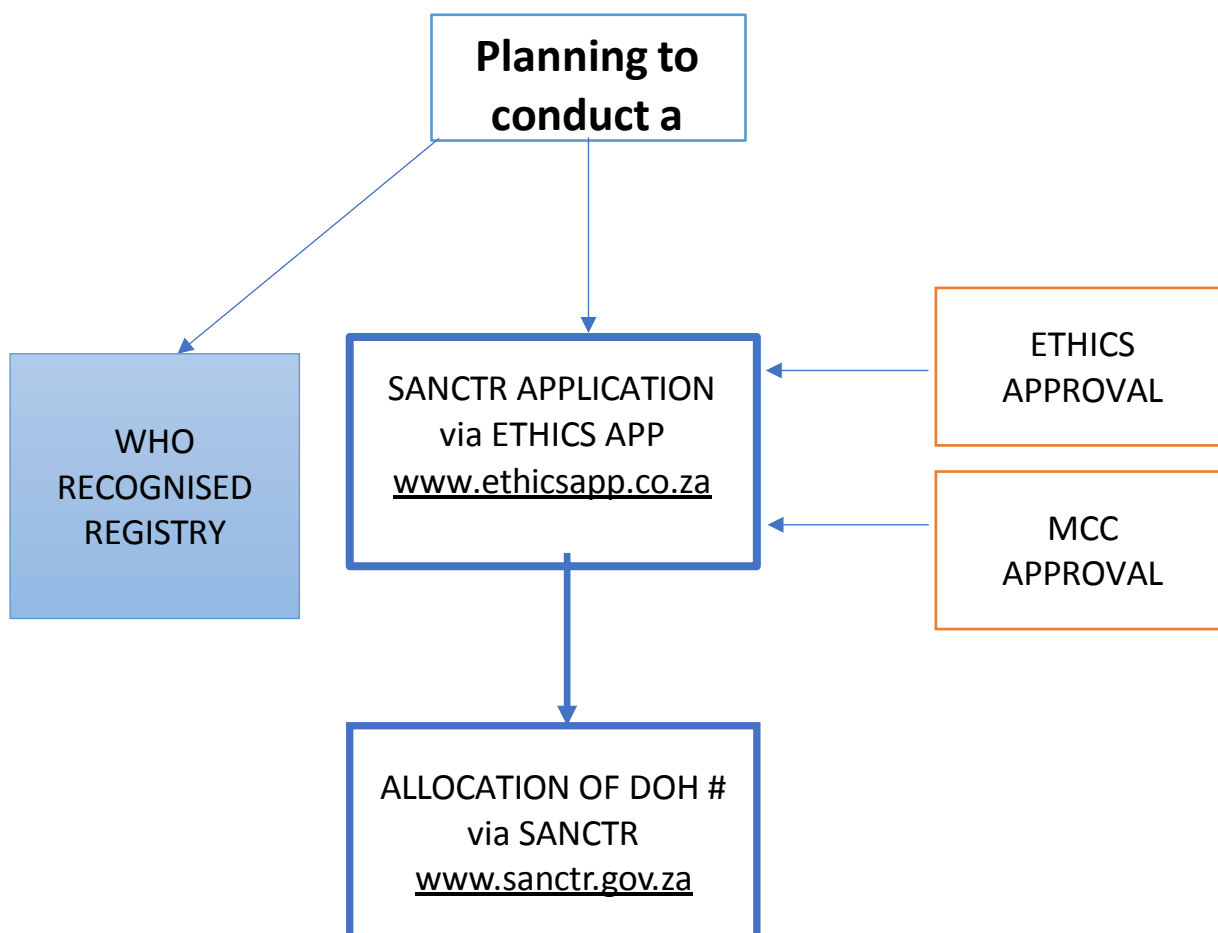 Planning to
conduct a
WHO
RECOGNISED
REGISTRY
SANCTR APPLICATION
via ETHICS APP
www.ethicsapp.co.za
ETHICS
APPROVAL
MCC
APPROVAL
ALLOCATION OF DOH #
via SANCTR
www.sanctr.gov.za